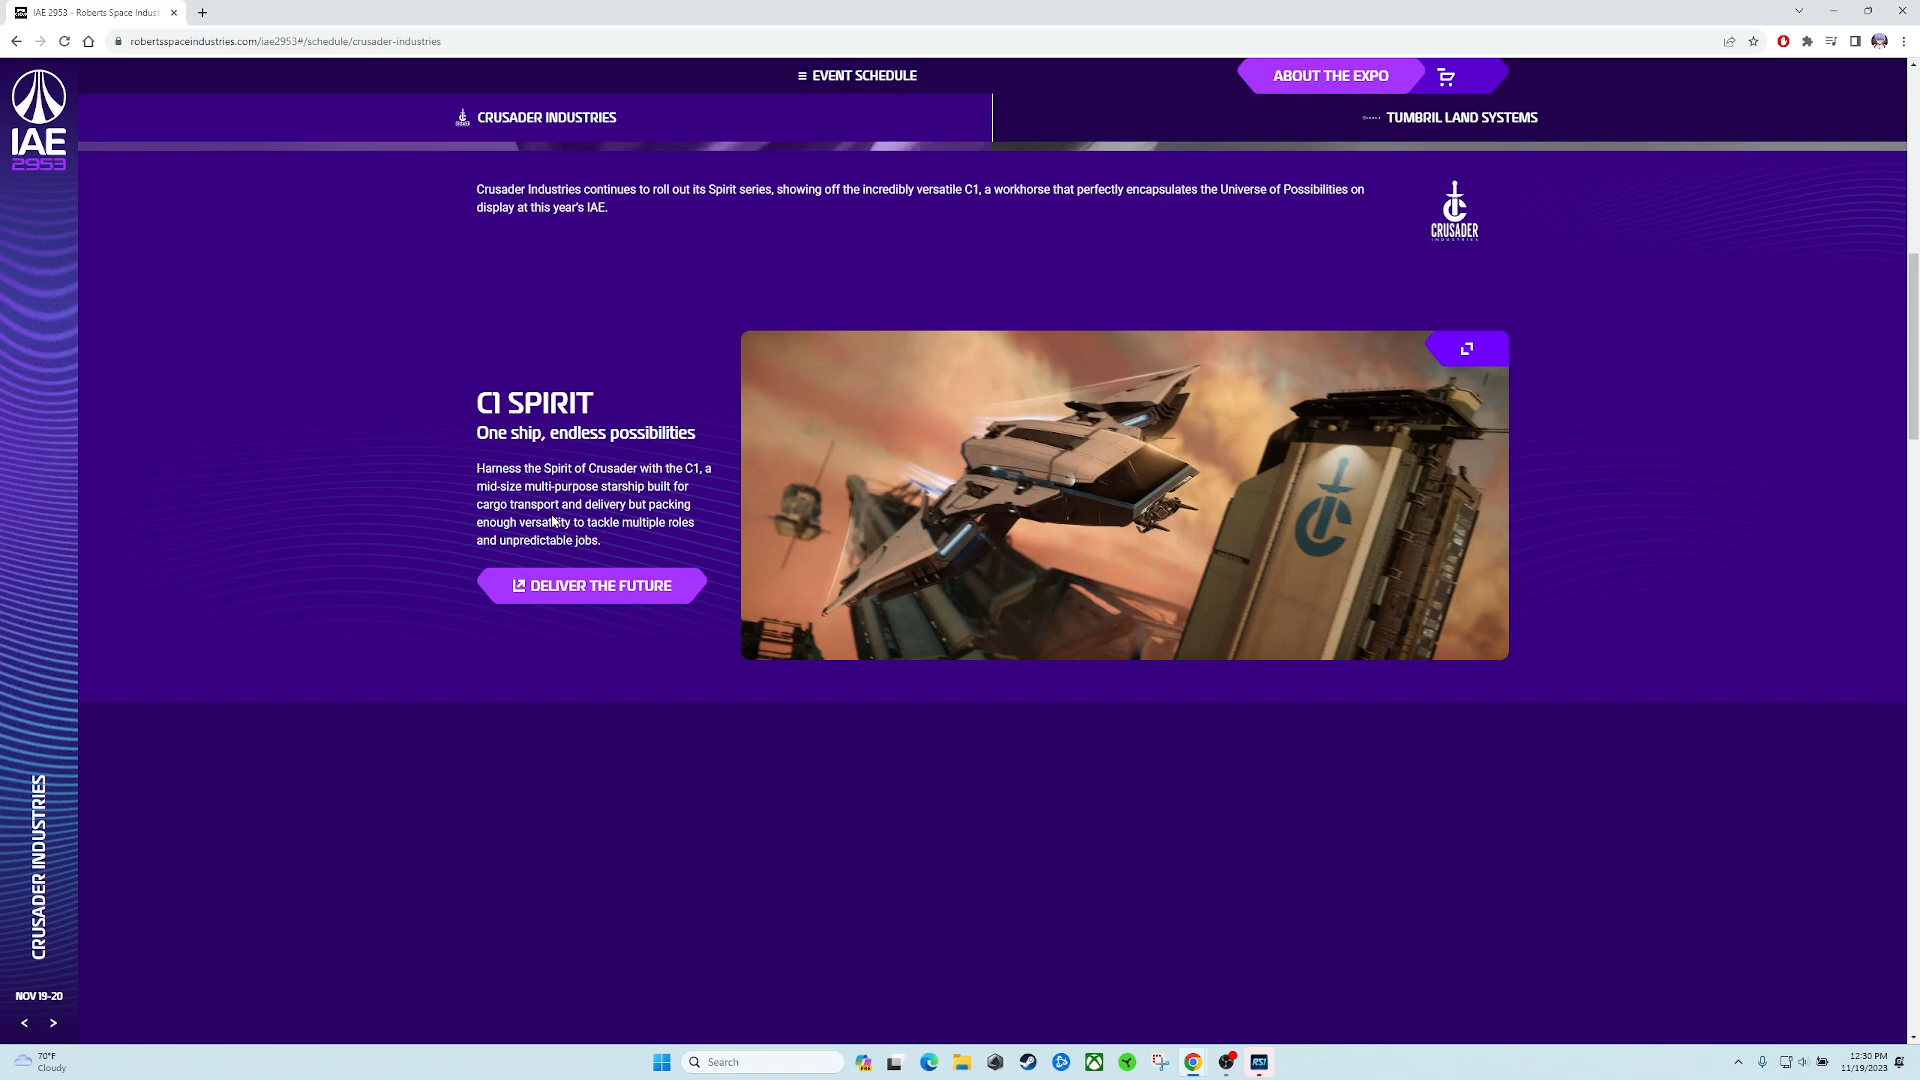 IAE 2953 - Roberts Space Indust
robertsspaceindustries.com/iae2953#/schedule/crusader-industries
IAE
2953
EVENT SCHEDULE
ABOUT THE EXPO
CRUSADER INDUSTRIES
TUMBRIL LAND SYSTEMS
Crusader Industries continues to roll out its Spirit series, showing off the incredibly versatile C1, a workhorse that perfectly encapsulates the Universe of Possibilities on
display at this year's IAE.
CRUSADER
INDUSTRIES
C1 SPIRIT
One ship, endless possibilities
Harness the Spirit of Crusader with the C1, a
mid-size multi-purpose starship built for
cargo transport and delivery but packing
enough versatility to tackle multiple roles
and unpredictable jobs.
DELIVER THE FUTURE
CRUSADER INDUSTRIES
NOV 19-20
< >
70°F
Cloudy
Search
PRE
RSI
12:30 PM
11/19/2023